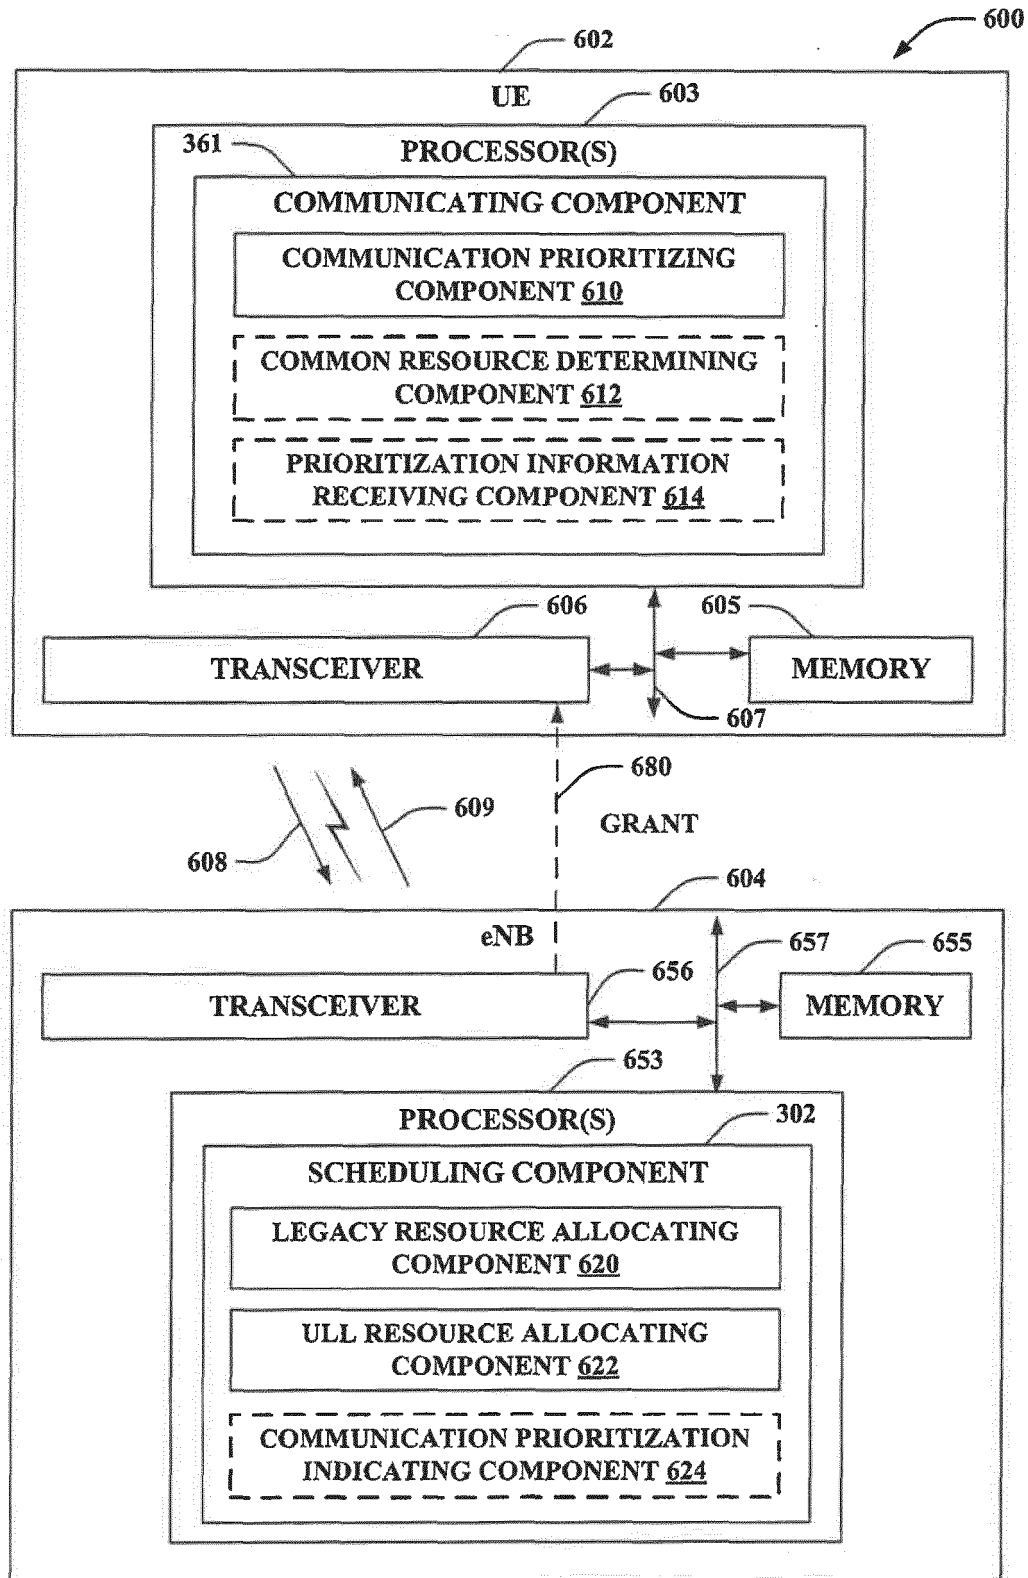 600
602
UE
603
PROCESSOR(S)
361
COMMUNICATING COMPONENT
COMMUNICATION PRIORITIZING
COMPONENT 610
COMMON RESOURCE DETERMINING
COMPONENT 612
PRIORITIZATION INFORMATION
RECEIVING COMPONENT 614
606
605
TRANSCEIVER
MEMORY
607
680
609
GRANT
608
604
eNB
657
655
656
TRANSCEIVER
MEMORY
653
PROCESSOR(S)
302
SCHEDULING COMPONENT
LEGACY RESOURCE ALLOCATING
COMPONENT 620
ULL RESOURCE ALLOCATING
COMPONENT 622
COMMUNICATION PRIORITIZATION
INDICATING COMPONENT 624